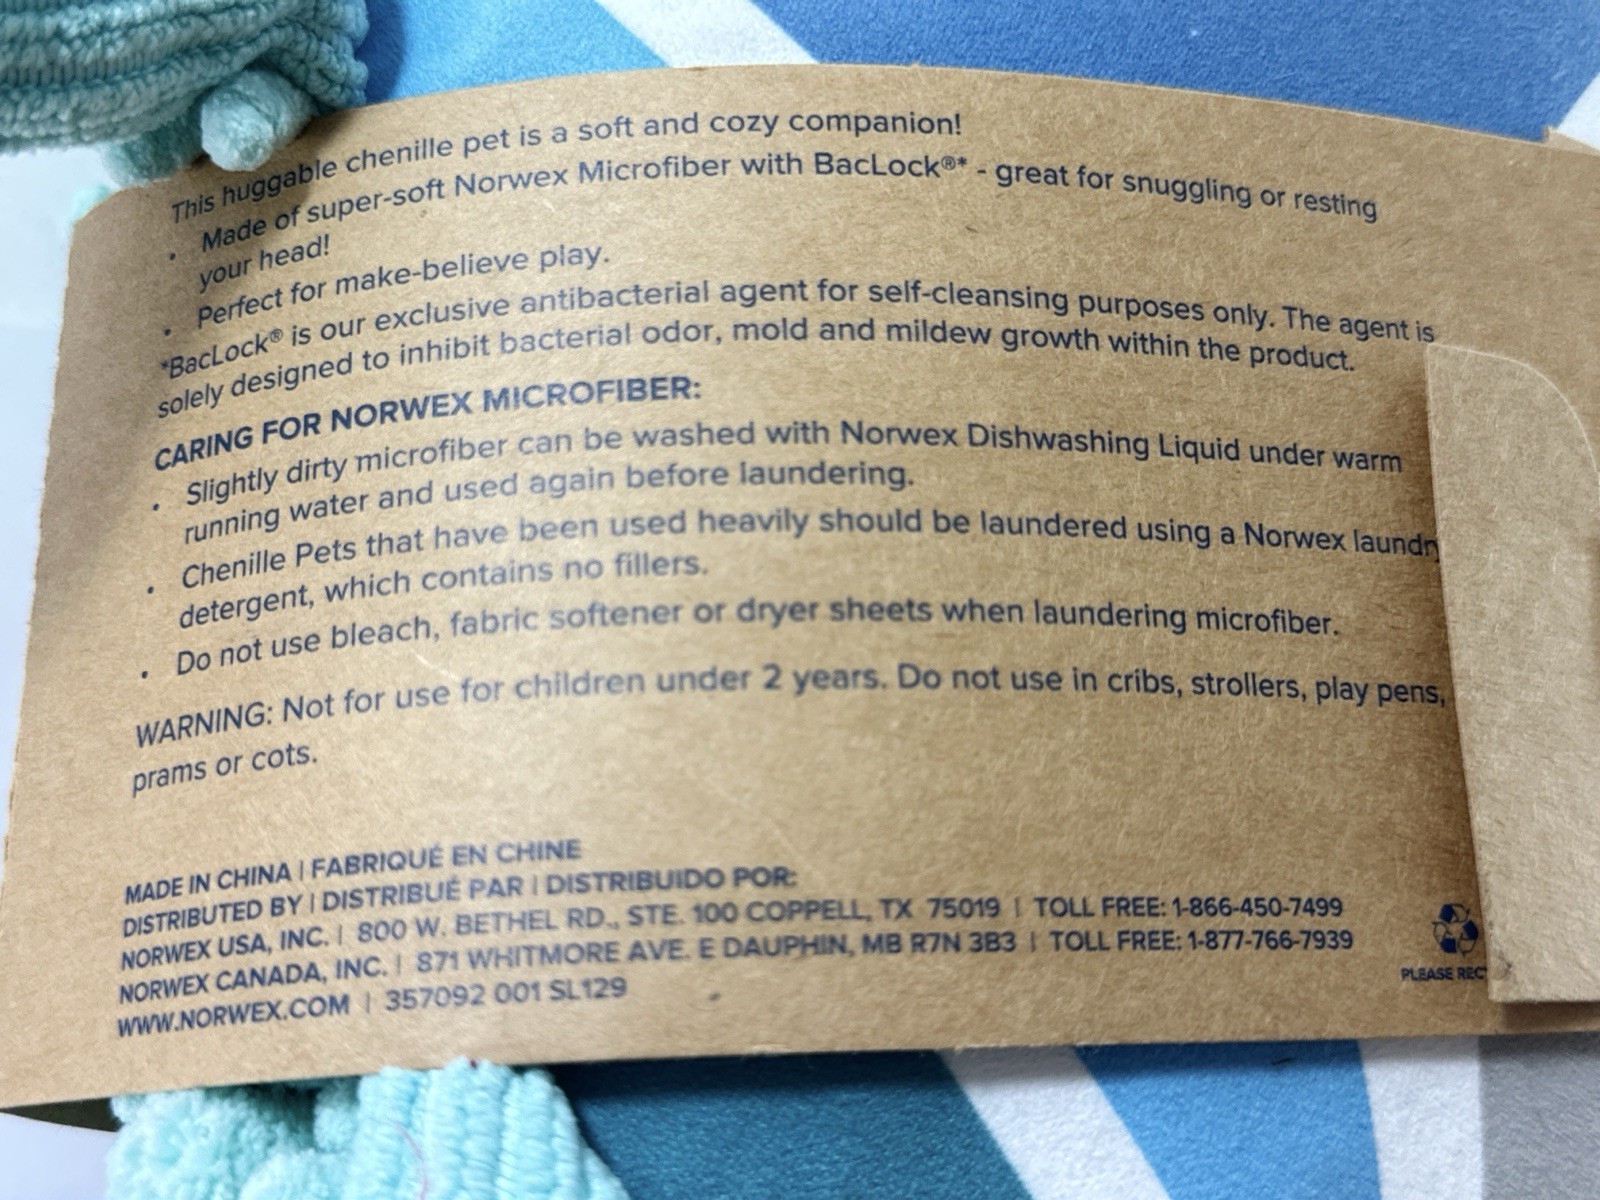 This huggable chenille pet is a soft and cozy companion!
• Made of super-soft Norwex Microfiber with BacLock®* - great for snuggling or resting
your head!
• Perfect for make-believe play.
*BacLock® is our exclusive antibacterial agent for self-cleansing purposes only. The agent is
solely designed to inhibit bacterial odor, mold and mildew growth within the product.
CARING FOR NORWEX MICROFIBER:
• Slightly dirty microfiber can be washed with Norwex Dishwashing Liquid under warm
running water and used again before laundering.
• Chenille Pets that have been used heavily should be laundered using a Norwex laundr
detergent, which contains no fillers.
• Do not use bleach, fabric softener or dryer sheets when laundering microfiber.
WARNING: Not for use for children under 2 years. Do not use in cribs, strollers, play pens,
prams or cots.
MADE IN CHINA | FABRIQUÉ EN CHINE
DISTRIBUTED BY | DISTRIBUÉ PAR | DISTRIBUIDO POR:
NORWEX USA, INC. | 800 W. BETHEL RD., STE. 100 COPPELL, TX 75019 | TOLL FREE: 1-866-450-7499
NORWEX CANADA, INC. | 871 WHITMORE AVE. E DAUPHIN, MB R7N 3B3 | TOLL FREE: 1-877-766-7939
WWW.NORWEX.COM | 357092 001 SL129
PLEASE REC